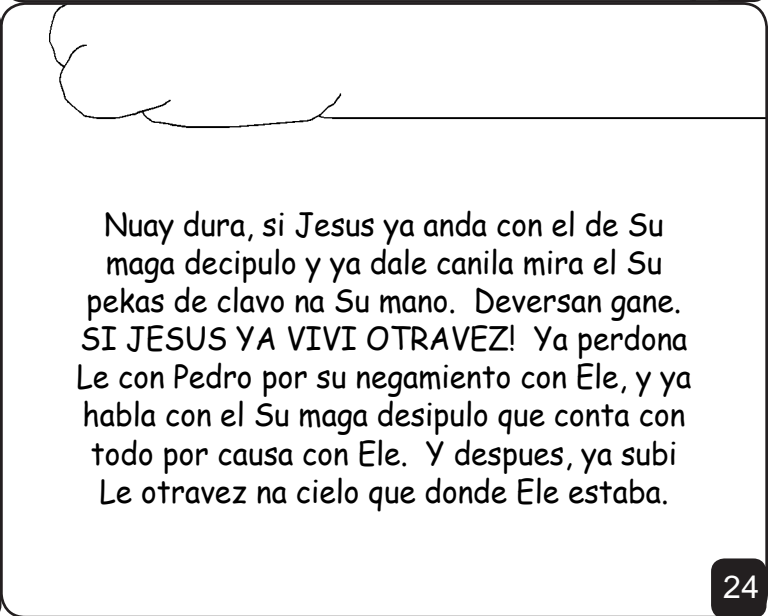 Nuay dura, si Jesus ya anda con el de Su
maga decipulo y ya dale canila mira el Su
pekas de clavo na Su mano.  Deversan gane.
SI JESUS YA VIVI OTRAVEZ!  Ya perdona
Le con Pedro por su negamiento con Ele, y ya
habla con el Su maga desipulo que conta con
todo por causa con Ele.  Y despues, ya subi
Le otravez na cielo que donde Ele estaba.
24